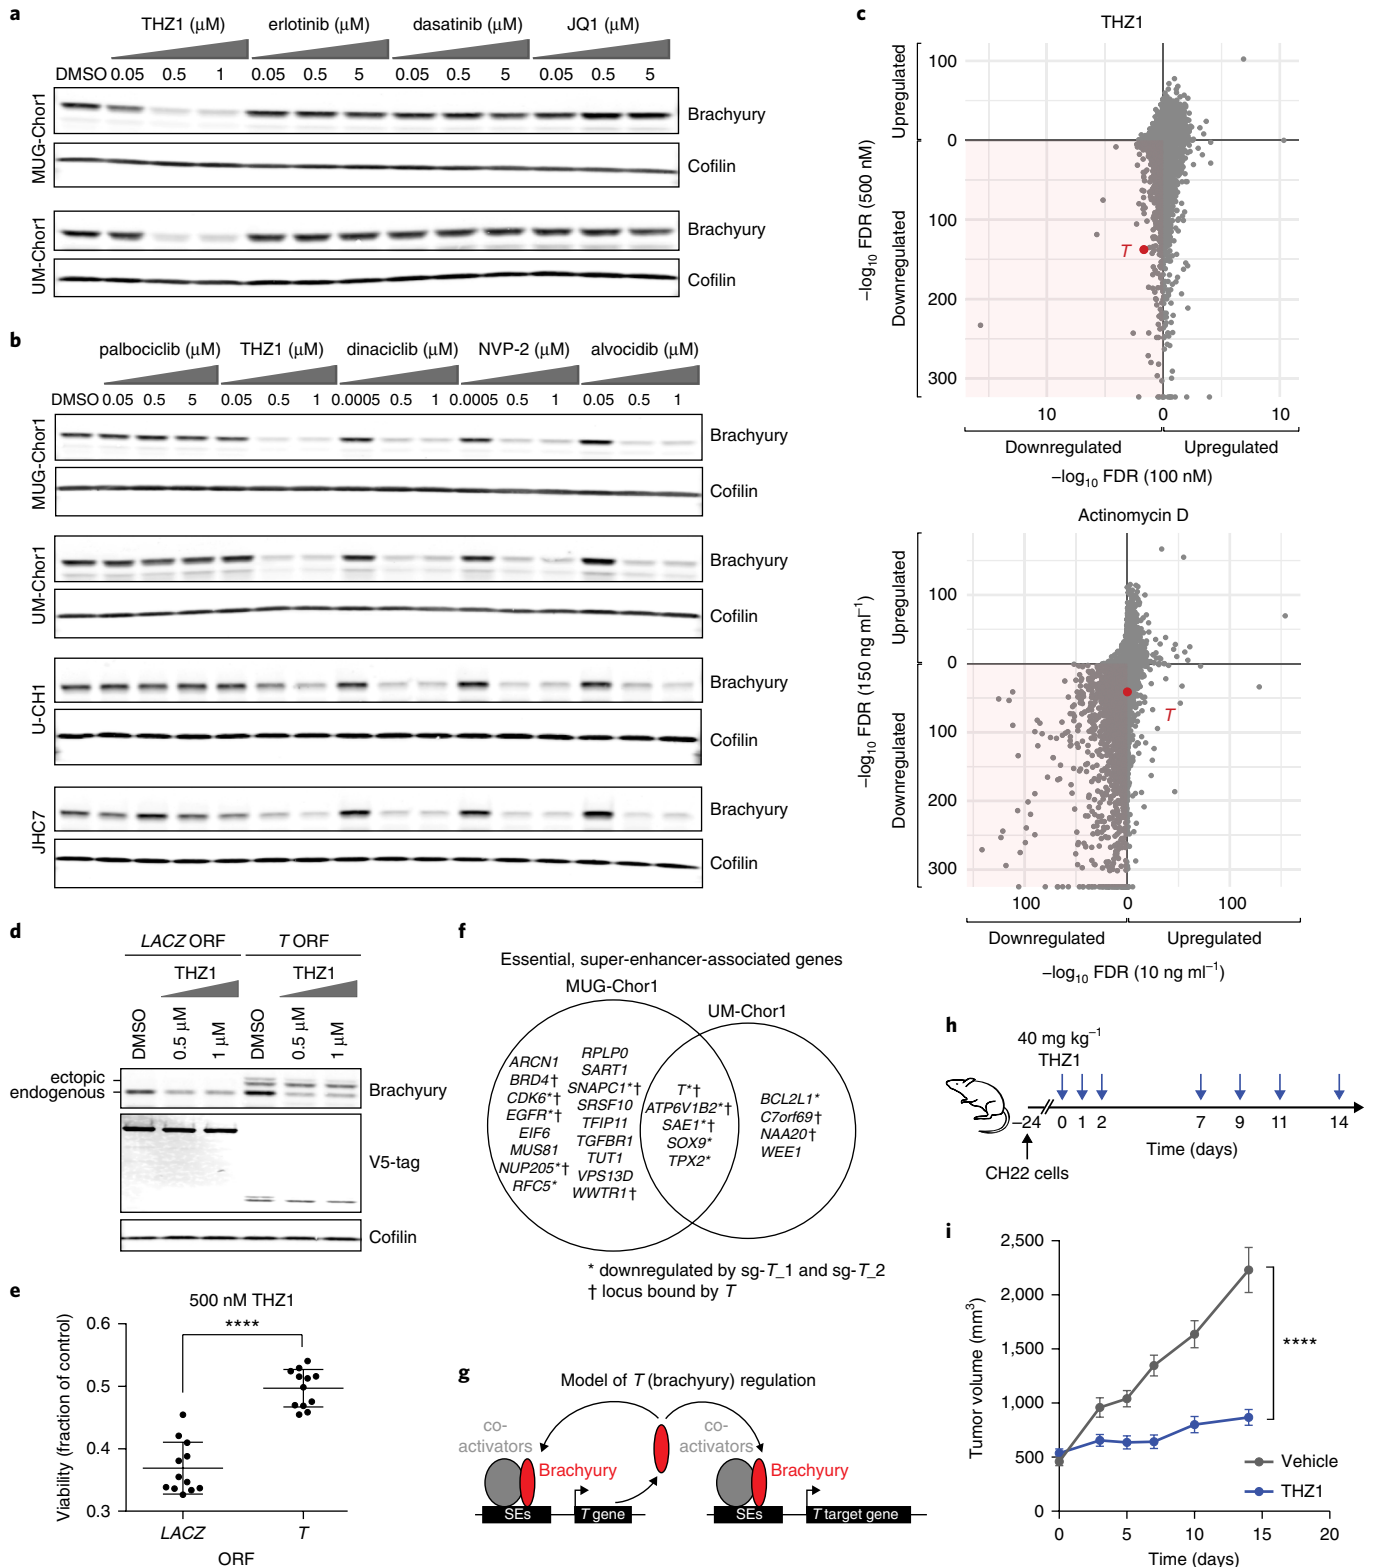 a
THZ1 (μM) erlotinib (μM) dasatinib (μM) JQ1 (μM)
DMSO 0.05 0.5 1 0.05 0.5 5 0.05 0.5 5 0.05 0.5 5
MUG-Chor1
Brachyury
Cofilin
UM-Chor1
Brachyury
Cofilin
b
palbociclib (μM) THZ1 (μM) dinaciclib (μM) NVP-2 (μM) alvocidib (μM)
DMSO 0.05 0.5 5 0.05 0.5 1 0.0005 0.5 1 0.0005 0.5 1 0.05 0.5 1
MUG-Chor1
Brachyury
Cofilin
UM-Chor1
Brachyury
Cofilin
U-CH1
Brachyury
Cofilin
JHC7
Brachyury
Cofilin
c
THZ1
−log10 FDR (500 nM)
Upregulated
Downregulated
100
0
100
200
300
T
10 0 10
Downregulated Upregulated
−log10 FDR (100 nM)
Actinomycin D
−log10 FDR (150 ng ml−1)
Upregulated
Downregulated
100
0
100
200
300
T
100 0 100
Downregulated Upregulated
−log10 FDR (10 ng ml−1)
d
LACZ ORF T ORF
THZ1 THZ1
DMSO 0.5 μM 1 μM DMSO 0.5 μM 1 μM
ectopic
endogenous
Brachyury
V5-tag
Cofilin
e
500 nM THZ1
****
Viability (fraction of control)
0.6
0.5
0.4
0.3
LACZ T
ORF
f
Essential, super-enhancer-associated genes
MUG-Chor1
UM-Chor1
ARCN1
BRD4†
CDK6*†
EGFR*†
EIF6
MUS81
NUP205*†
RFC5*
RPLP0
SART1
SNAPC1*†
SRSF10
TFIP11
TGFBR1
TUT1
VPS13D
WWTR1†
T*†
ATP6V1B2*†
SAE1*†
SOX9*
TPX2*
BCL2L1*
C7orf69†
NAA20†
WEE1
* downregulated by sg-T_1 and sg-T_2
† locus bound by T
g
Model of T (brachyury) regulation
co-
activators
Brachyury
SEs T gene
co-
activators
Brachyury
SEs T target gene
h
40 mg kg−1
THZ1
−24 0 1 2 7 9 11 14
Time (days)
CH22 cells
i
Tumor volume (mm3)
2,500
2,000
1,500
1,000
500
0
****
Vehicle
THZ1
0 5 10 15 20
Time (days)